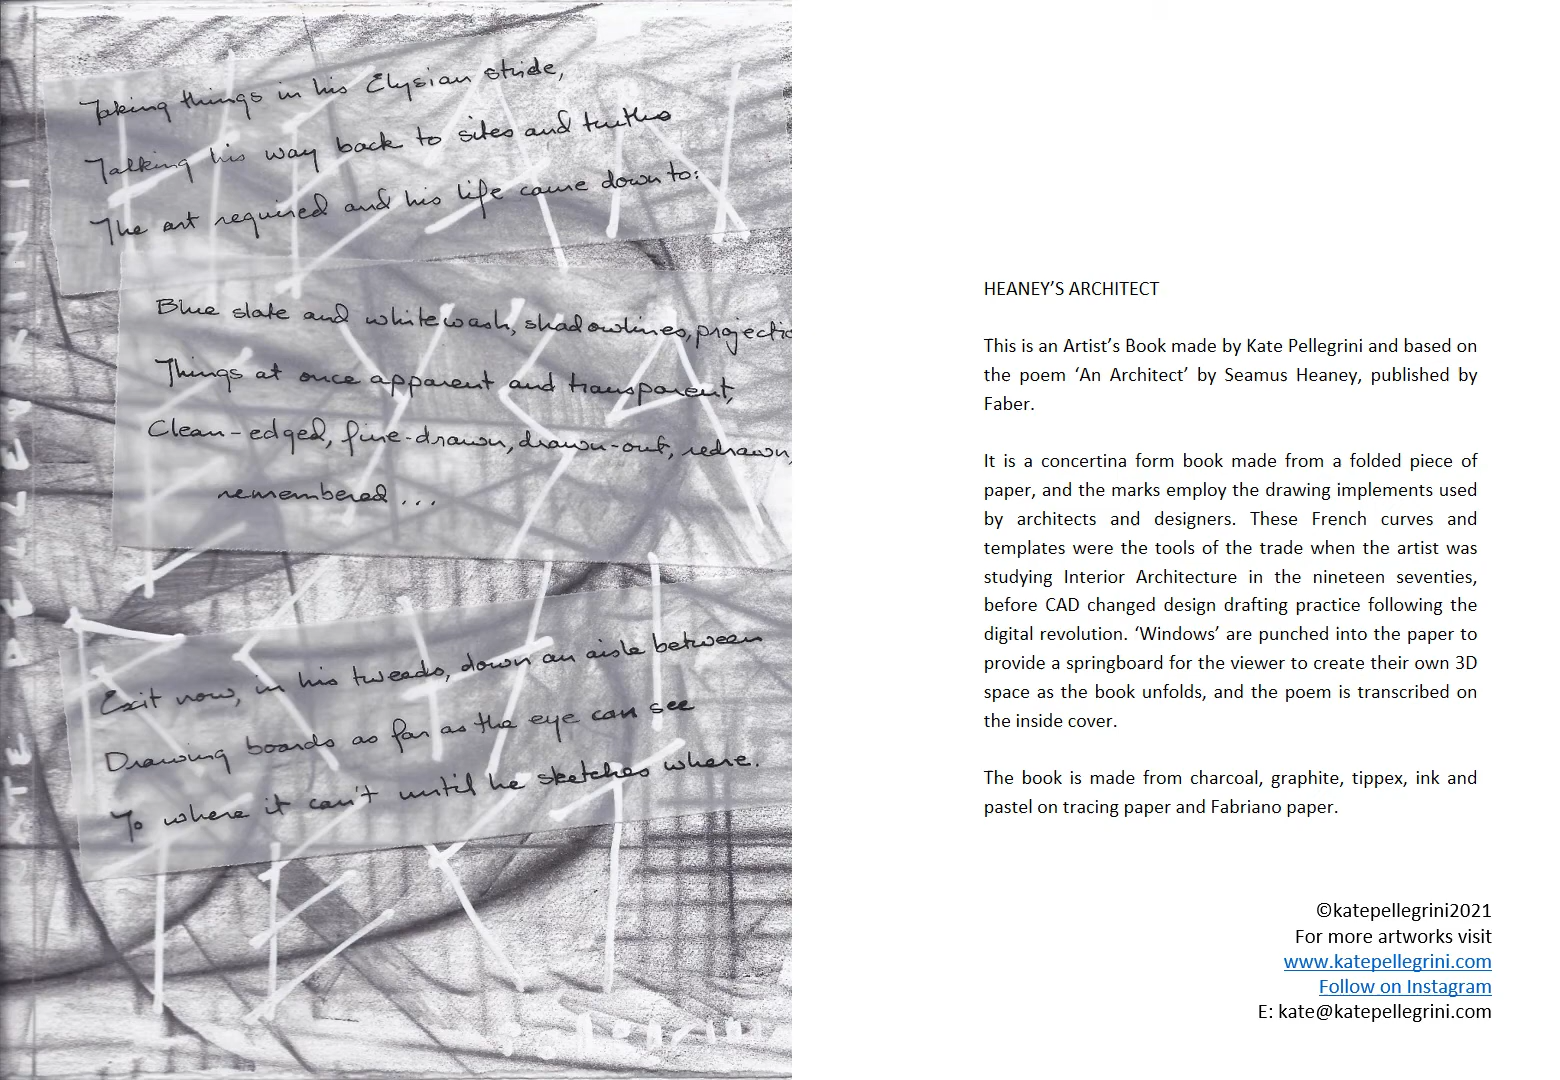 Taking things in his Elysian stride,
Talking his way back to sites and truths
The art required and his life came down to:
Blue slate and whitewash, shadowlines, projectio
Things at once apparent and transparent,
Clean-edged, fine-drawn, drawn-out, redrawn,
remembered ...
Exit now, in his tweeds, down an aisle between
Drawing boards as far as the eye can see
To where it can't until he sketches where.
KATE PELLEGRINI
HEANEY'S ARCHITECT
This is an Artist's Book made by Kate Pellegrini and based on
the poem ‘An Architect’ by Seamus Heaney, published by
Faber.
It is a concertina form book made from a folded piece of
paper, and the marks employ the drawing implements used
by architects and designers. These French curves and
templates were the tools of the trade when the artist was
studying Interior Architecture in the nineteen seventies,
before CAD changed design drafting practice following the
digital revolution. ‘Windows’ are punched into the paper to
provide a springboard for the viewer to create their own 3D
space as the book unfolds, and the poem is transcribed on
the inside cover.
The book is made from charcoal, graphite, tippex, ink and
pastel on tracing paper and Fabriano paper.
©katepellegrini2021
For more artworks visit
www.katepellegrini.com
Follow on Instagram
E: kate@katepellegrini.com